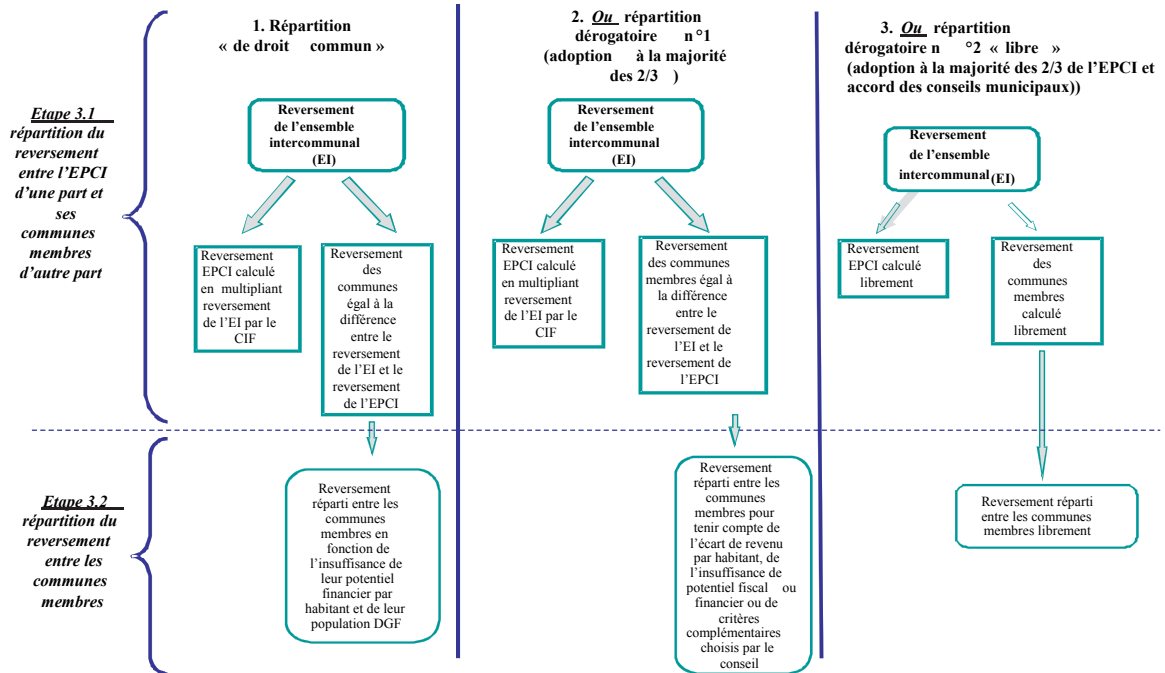 1. Répartition
« de droit commun »
2. Ou répartition
dérogatoire n°1
(adoption à la majorité
des 2/3 )
3. Ou répartition
dérogatoire n °2 « libre »
(adoption à la majorité des 2/3 de l'EPCI et
accord des conseils municipaux))
Etape 3.1
répartition du
reversement
entre l'EPCI
d'une part et
ses
communes
membres
d'autre part
Reversement
de l'ensemble
intercommunal
(EI)
Reversement
EPCI calculé
en multipliant
reversement
de l'EI par le
CIF
Reversement
des
communes
égal à la
différence
entre le
reversement
de l'EI et le
reversement
de l'EPCI
Reversement
de l'ensemble
intercommunal
(EI)
Reversement
EPCI calculé
en multipliant
reversement
de l'EI par le
CIF
Reversement
des communes
membres égal à
la différence
entre le
reversement de
l'EI et le
reversement de
l'EPCI
Reversement
de l'ensemble
intercommunal (EI)
Reversement
EPCI calculé
librement
Reversement
des
communes
membres
calculé
librement
Etape 3.2
répartition du
reversement
entre les
communes
membres
Reversement
réparti entre les
communes
membres en
fonction de
l'insuffisance de
leur potentiel
financier par
habitant et de leur
population DGF
Reversement
réparti entre les
communes
membres pour
tenir compte de
l'écart de revenu
par habitant, de
l'insuffisance de
potentiel fiscal ou
financier ou de
critères
complémentaires
choisis par le
conseil
Reversement réparti
entre les communes
membres librement